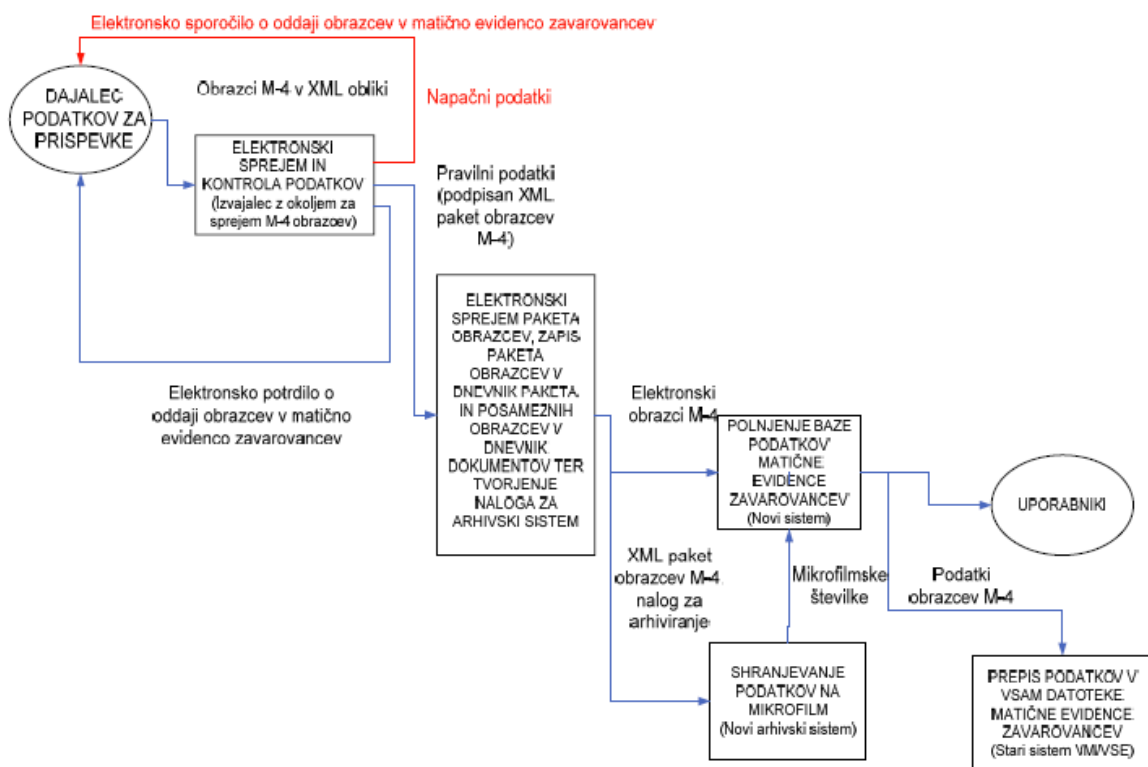 Elektronsko sporočilo o oddaji obrazcev v matično evidenco zavarovancev
DAJALEC
PODATKOV ZA
PRISPEVKE
Obrazci M-4 v XML obliki
Napačni podatki
ELEKTRONSKI
SPREJEM IN
KONTROLA PODATKOV
(Izvajalec z okoljem za
sprejem M-4 obrazcev)
Pravilni podatki
(podpisan XML
paket obrazcev
M-4)
ELEKTRONSKI
SPREJEM PAKETA
OBRAZCEV, ZAPIS
PAKETA
OBRAZCEV V
DNEVNIK PAKETA
IN POSAMEZNIH
OBRAZCEV V
DNEVNIK
DOKUMENTOV TER
TVORJENJE
NALOGA ZA
ARHIVSKI SISTEM
Elektronsko potrdilo o
oddaji obrazcev v matično
evidenco zavarovancev
Elektronski
obrazci M-4
POLNJENJE BAZE
PODATKOV
MATIČNE
EVIDENCE
ZAVAROVANCEV
(Novi sistem)
UPORABNIKI
XML paket
obrazcev M-4
nalog za
arhiviranje
Mikrofilmske
številke
Podatki
obrazcev M-4
SHRANJEVANJE
PODATKOV NA
MIKROFILM
(Novi arhivski sistem)
PREPIS PODATKOV V
VSAM DATOTEKE
MATIČNE EVIDENCE
ZAVAROVANCEV
(Stari sistem VM/VSE)